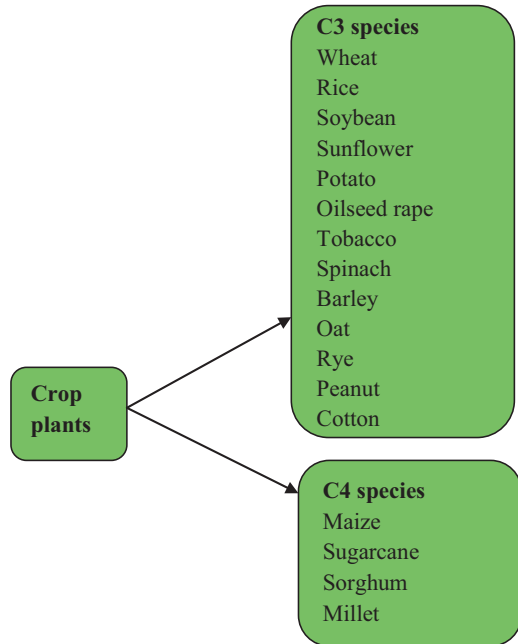 C3 species
Wheat
Rice
Soybean
Sunflower
Potato
Oilseed rape
Tobacco
Spinach
Barley
Oat
Rye
Peanut
Cotton
Crop
plants
C4 species
Maize
Sugarcane
Sorghum
Millet